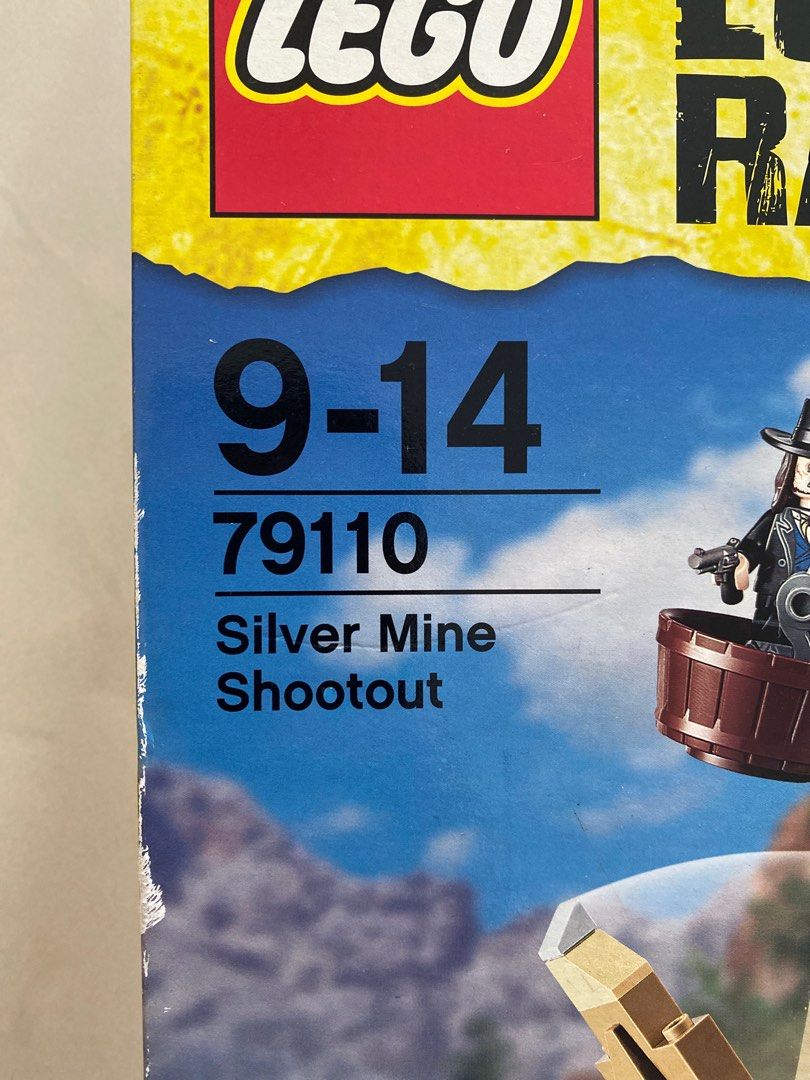 LEGO
9-14
79110
Silver Mine
Shootout